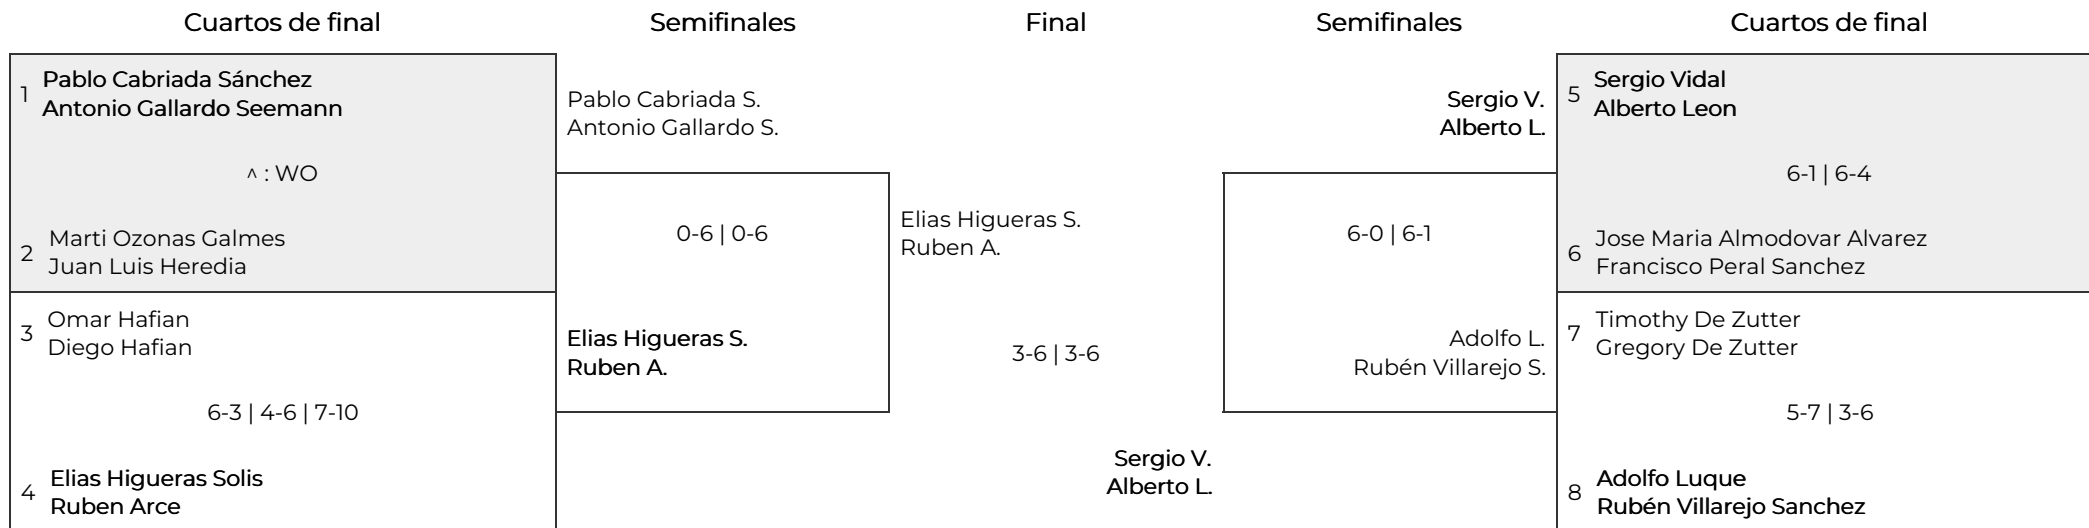 Cuartos de final
Semifinales
Final
Semifinales
Cuartos de final
1
Pablo Cabriada Sánchez
Antonio Gallardo Seemann
^ : WO
2
Marti Ozonas Galmes
Juan Luis Heredia
3
Omar Hafian
Diego Hafian
6-3 | 4-6 | 7-10
4
Elias Higueras Solis
Ruben Arce
Pablo Cabriada S.
Antonio Gallardo S.
0-6 | 0-6
Elias Higueras S.
Ruben A.
Elias Higueras S.
Ruben A.
3-6 | 3-6
Sergio V.
Alberto L.
Sergio V.
Alberto L.
6-0 | 6-1
Adolfo L.
Rubén Villarejo S.
5
Sergio Vidal
Alberto Leon
6-1 | 6-4
6
Jose Maria Almodovar Alvarez
Francisco Peral Sanchez
7
Timothy De Zutter
Gregory De Zutter
5-7 | 3-6
8
Adolfo Luque
Rubén Villarejo Sanchez